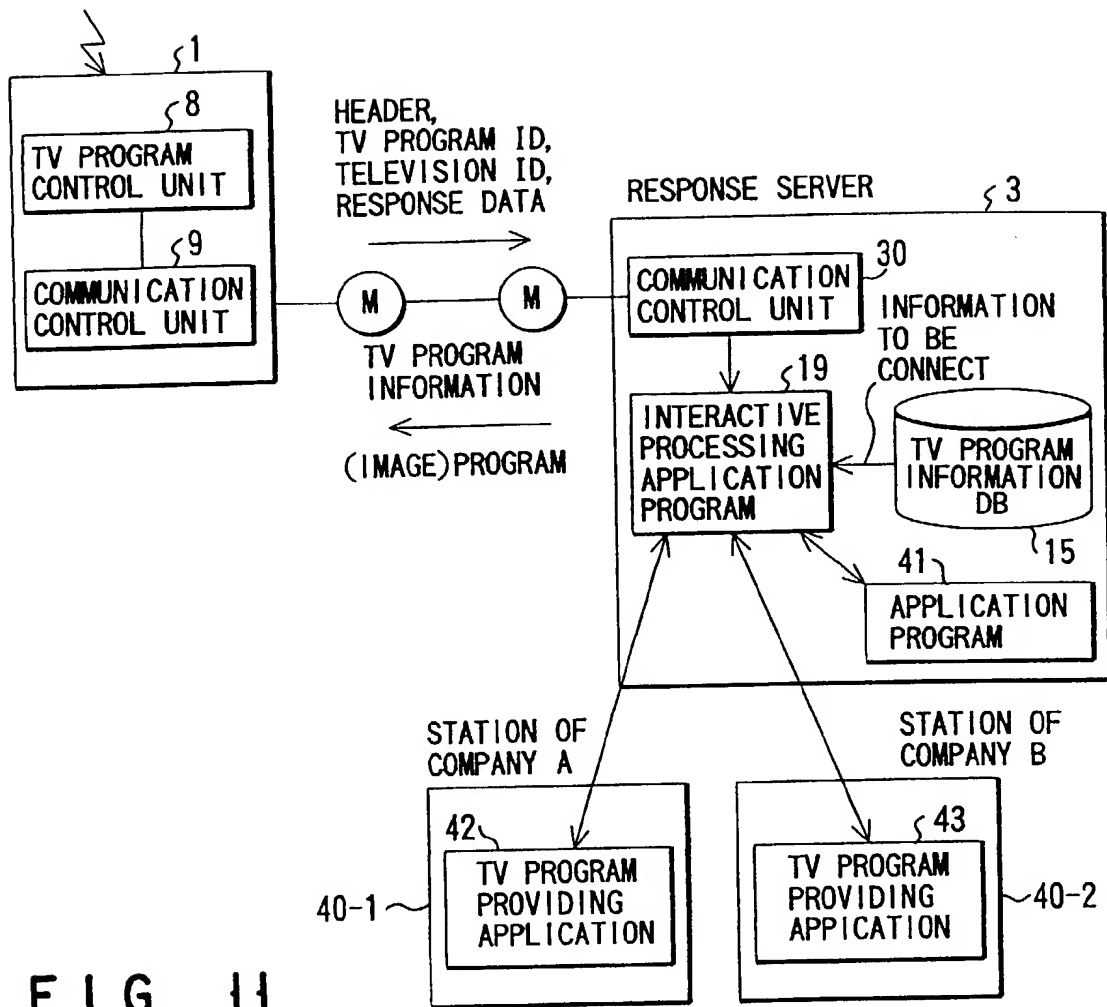 1
8
TV PROGRAM
CONTROL UNIT
9
COMMUNICATION
CONTROL UNIT
HEADER,
TV PROGRAM ID,
TELEVISION ID,
RESPONSE DATA
M
M
TV PROGRAM
INFORMATION
(IMAGE)PROGRAM
RESPONSE SERVER
3
30
COMMUNICATION
CONTROL UNIT
INFORMATION
TO BE
CONNECT
19
INTERACTIVE
PROCESSING
APPLICATION
PROGRAM
TV PROGRAM
INFORMATION
DB
15
41
APPLICATION
PROGRAM
STATION OF
COMPANY A
42
TV PROGRAM
PROVIDING
APPLICATION
40-1
STATION OF
COMPANY B
43
TV PROGRAM
PROVIDING
APPICATION
40-2
FIG. 11